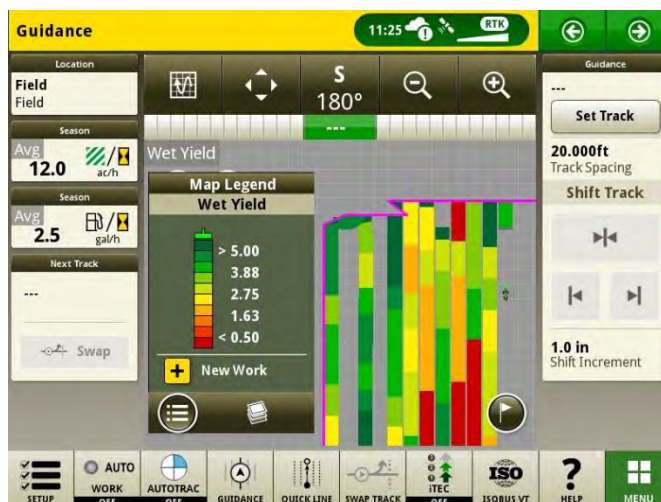 Guidance
11:25
RTK
Location
Field
Field
Season
Avg
12.0
ac/h
Season
Avg
2.5
gal/h
Next Track
---
Swap
S
180°
---
Wet Yield
Map Legend
Wet Yield
> 5.00
3.88
2.75
1.63
< 0.50
New Work
Guidance
---
Set Track
20.000ft
Track Spacing
Shift Track
1.0 in
Shift Increment
SETUP
AUTO
WORK
OFF
AUTOTRAC
OFF
GUIDANCE
QUICK LINE
SWAP TRACK
iTEC
OFF
ISO
ISOBUS VT
?
HELP
MENU